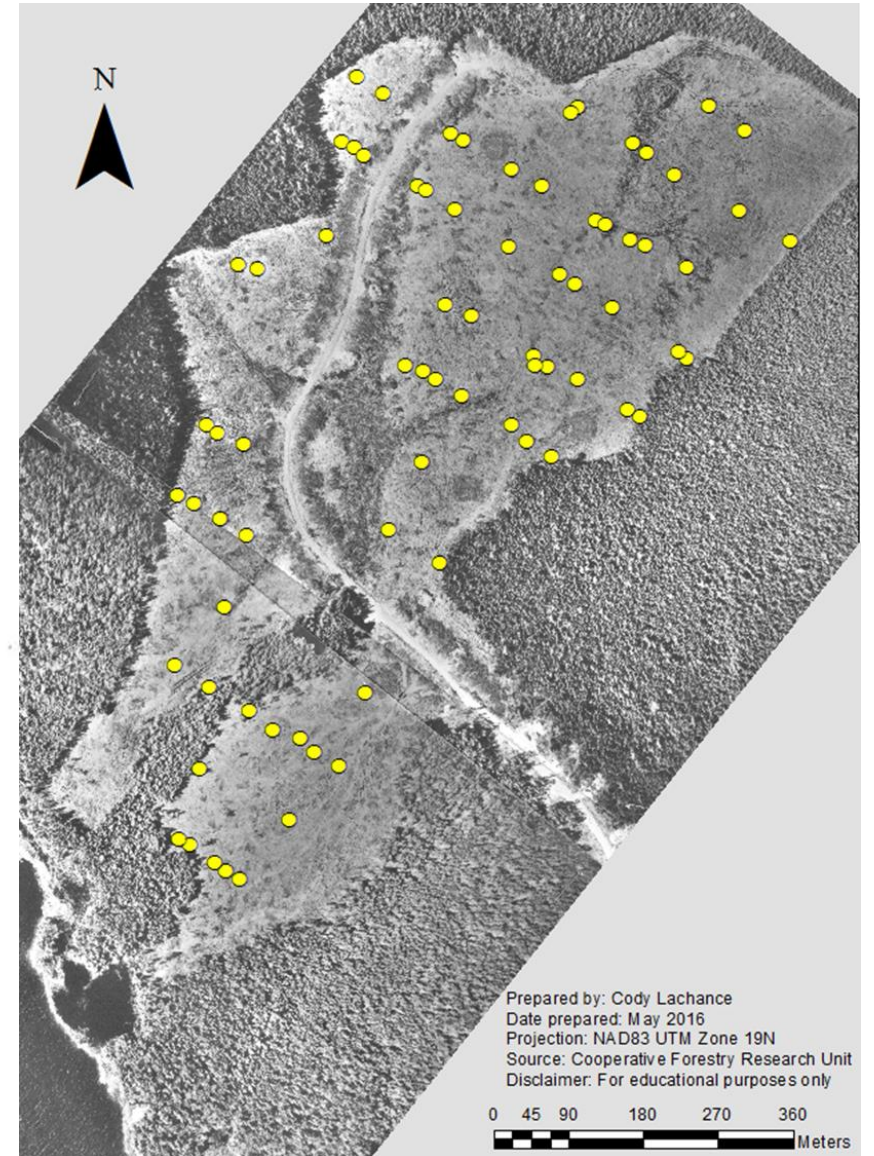 N
Prepared by: Cody Lachance
Date prepared: May 2016
Projection: NAD83 UTM Zone 19N
Source: Cooperative Forestry Research Unit
Disclaimer: For educational purposes only
0 45 90 180 270 360
Meters